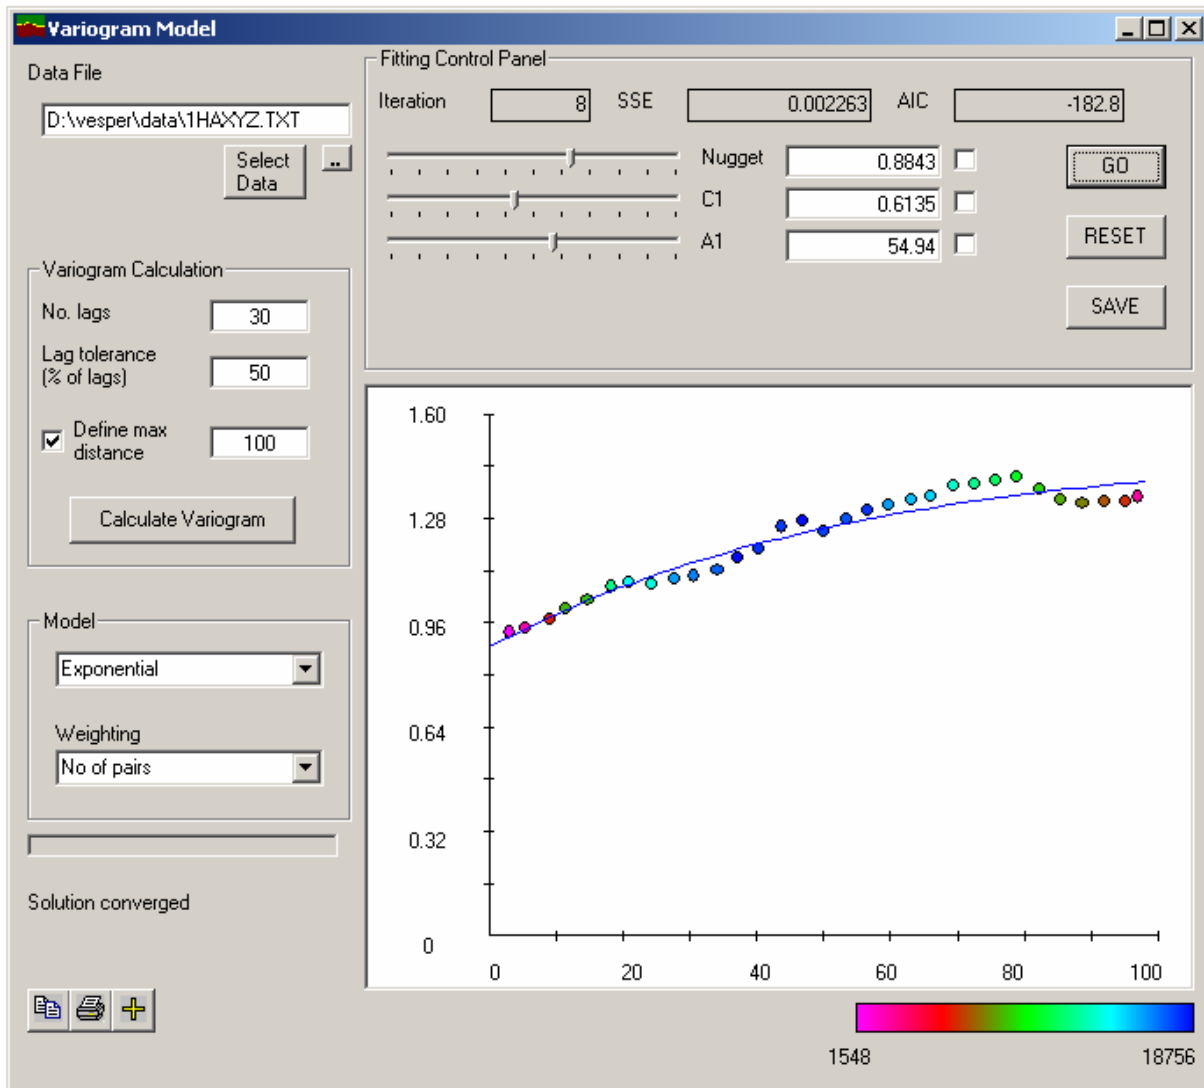 Variogram Model
Data File
D:\vesper\data\1HAXYZ.TXT
Select
Data
..
Variogram Calculation
No. lags
30
Lag tolerance
(% of lags)
50
Define max
distance
100
Calculate Variogram
Model
Exponential
Weighting
No of pairs
Solution converged
Fitting Control Panel
Iteration
8
SSE
0.002263
AIC
-182.8
Nugget
0.8843
C1
0.6135
A1
54.94
GO
RESET
SAVE
1.60
1.28
0.96
0.64
0.32
0
0 20 40 60 80 100
1548 18756